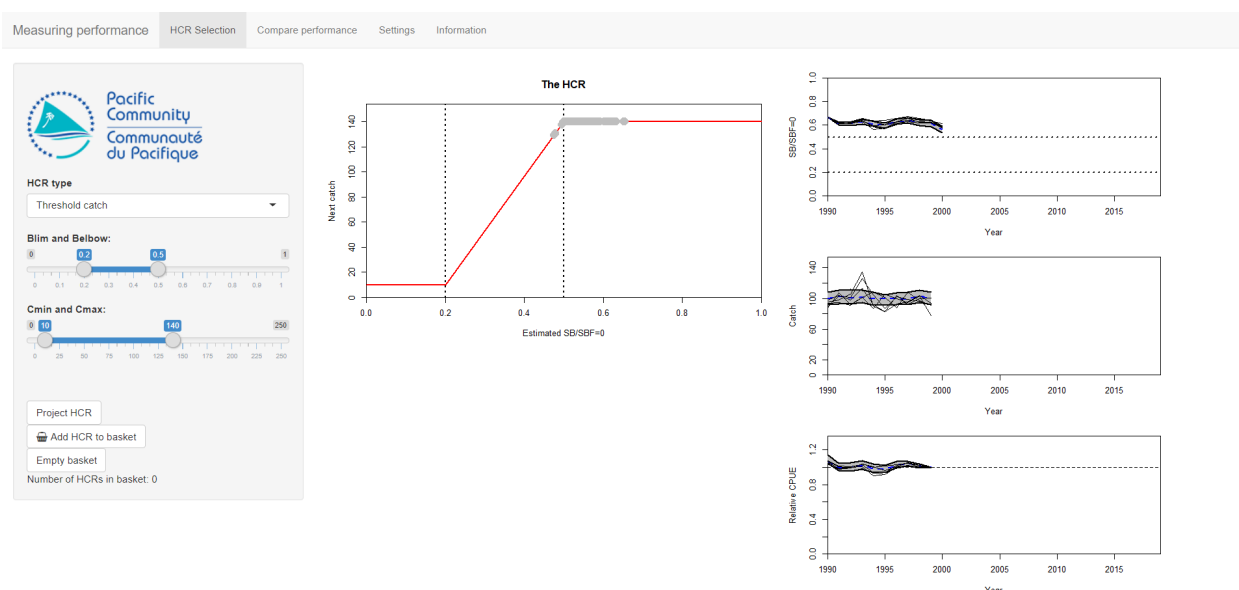 Measuring performance HCR Selection Compare performance Settings Information
Pacific
Community
Communauté
du Pacifique
HCR type
Threshold catch
Blim and Belbow:
0 0.2 0.5 1
0 0.1 0.2 0.3 0.4 0.5 0.6 0.7 0.8 0.9 1
Cmin and Cmax:
0 10 140 250
0 25 50 75 100 125 150 175 200 225 250
Project HCR
Add HCR to basket
Empty basket
Number of HCRs in basket: 0
The HCR
Next catch
0 20 40 60 80 100 120 140
0.0 0.2 0.4 0.6 0.8 1.0
Estimated SB/SBF=0
SB/SBF=0
0.0 0.2 0.4 0.6 0.8 1.0
1990 1995 2000 2005 2010 2015
Year
Catch
0 20 60 100 140
1990 1995 2000 2005 2010 2015
Year
Relative CPUE
0.0 0.4 0.8 1.2
1990 1995 2000 2005 2010 2015
Year